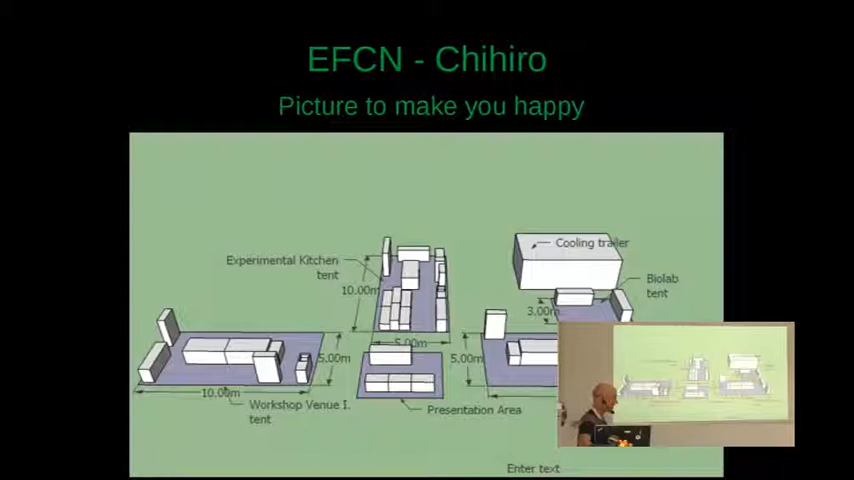 EFCN - Chihiro
Picture to make you happy
Cooling trailer
Experimental Kitchen
tent
Biolab
tent
10.00m
3.00m
5.00m
5.00m
5.00m
10.00m
Workshop Venue I.
tent
Presentation Area
Enter text